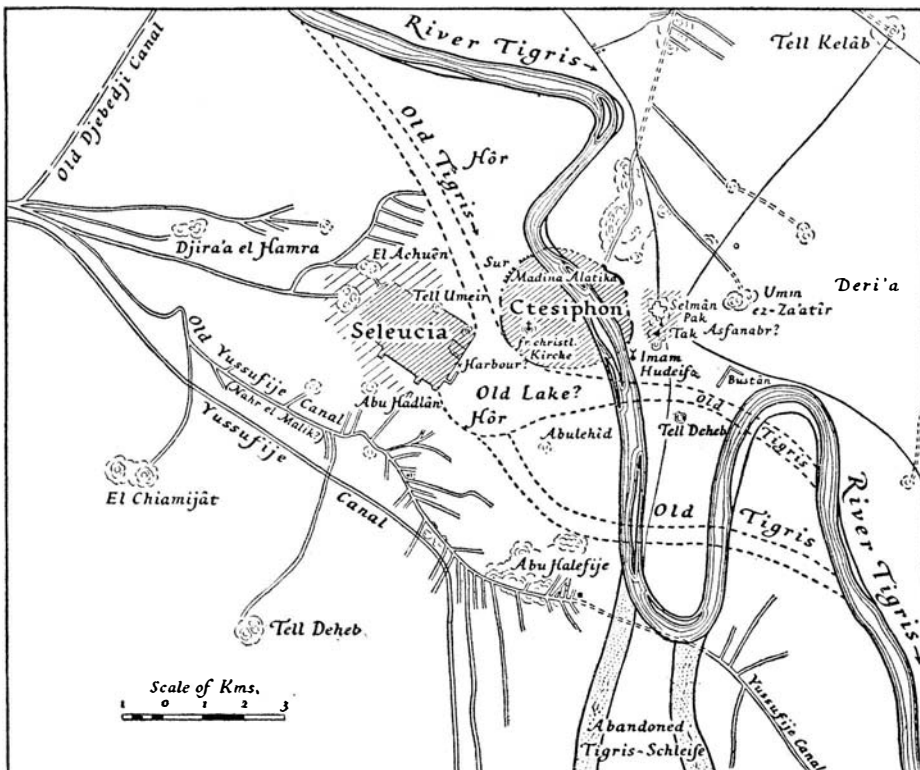 River Tigris
Tell Kelâb
Old Djebedji Canal
Old Tigris
Hôr
Djira'a el Hamra
El Achuên
Sur
Madina Alatika
Deri'a
Tell Umeir
Ctesiphon
Selmân
Pak
Umm
ez-Za'atîr
Seleucia
fr. christl.
Kirche
Tak
Asfanabr?
Harbour?
Imam
Hudeifa
Bustân
Old Yussufije Canal
Nahr el Malik?
Abu Hadlân
Old Lake?
Hôr
Old
Tigris
Abulehîd
Tell Deheb
Yussufije
Canal
El Chiamijât
Old
Tigris
River Tigris
Abu Halefije
Tell Deheb
Yussufije Canal
Scale of Kms.
1 0 1 2 3
Abandoned
Tigris-Schleife